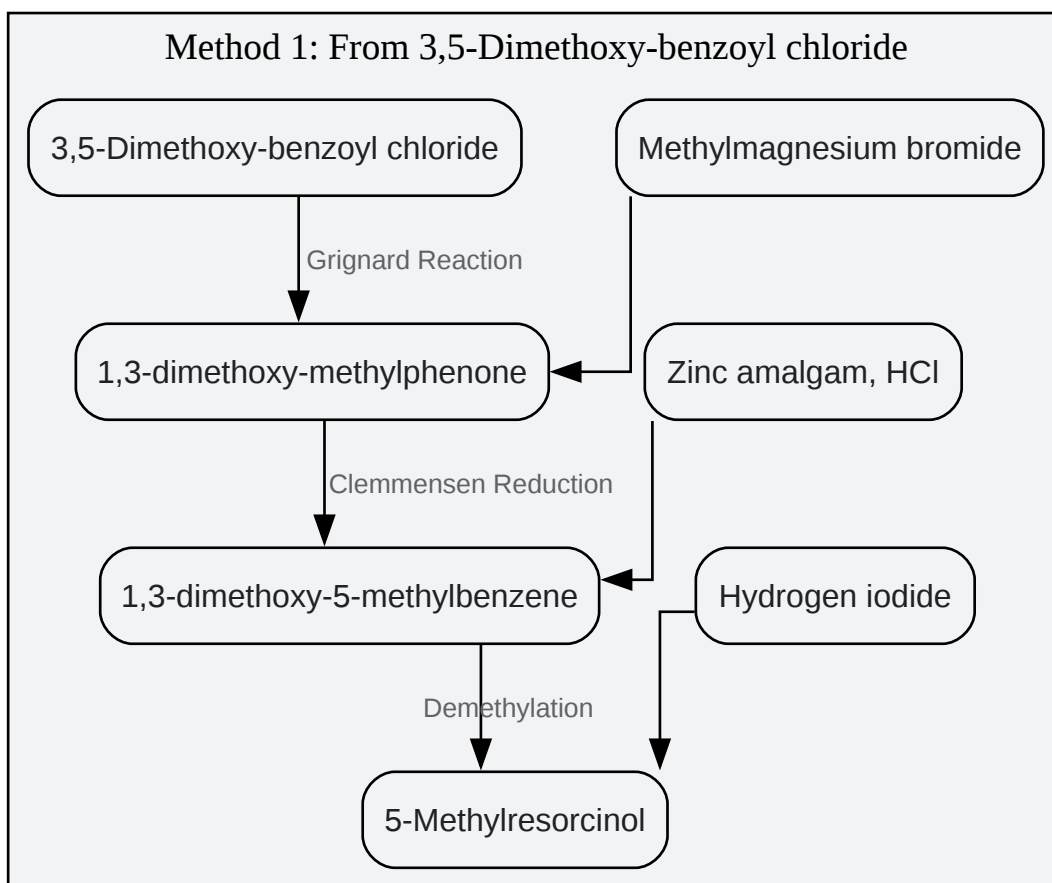 Method 1: From 3,5-Dimethoxy-benzoyl chloride
3,5-Dimethoxy-benzoyl chloride
Methylmagnesium bromide
Grignard Reaction
1,3-dimethoxy-methylphenone
Zinc amalgam, HCl
Clemmensen Reduction
1,3-dimethoxy-5-methylbenzene
Hydrogen iodide
Demethylation
5-Methylresorcinol